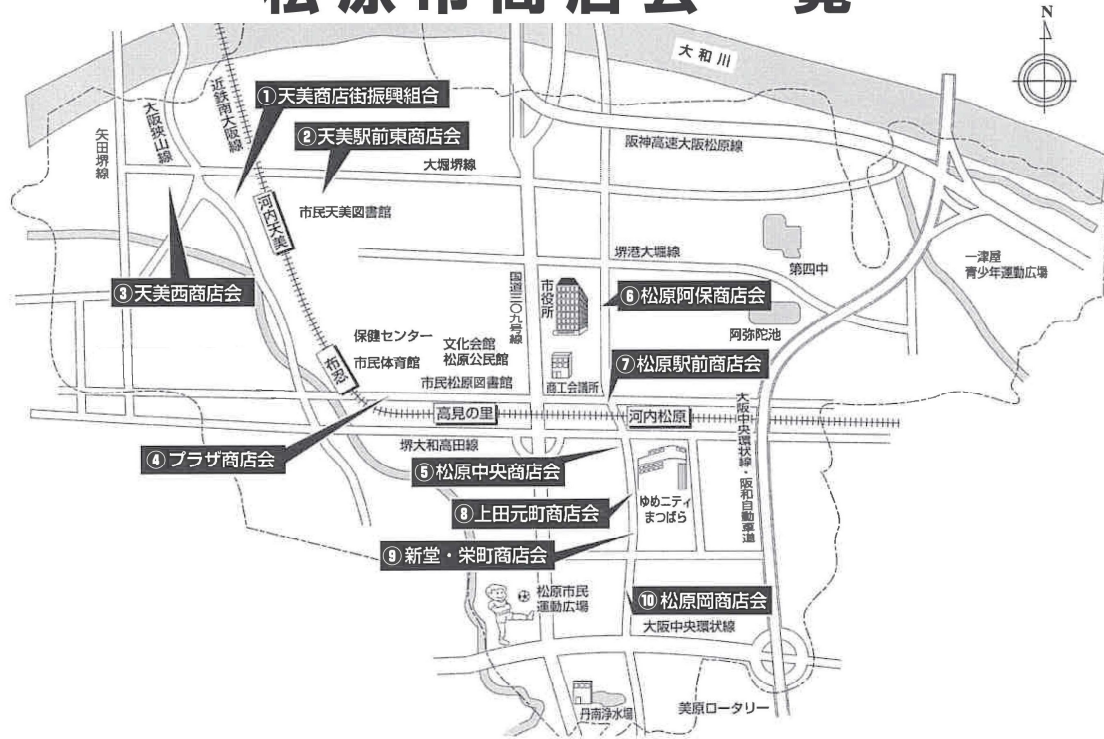 松原市商店会一覧
N
大和川
①天美商店街振興組合
近鉄南大阪線
大阪狭山線
矢田堺線
②天美駅前東商店会
大堀堺線
阪神高速大阪松原線
河内天美
市民天美図書館
堺港大堀線
第四中
一津屋
青少年運動広場
③天美西商店会
国道三〇九号線
市役所
⑥松原阿保商店会
阿弥陀池
保健センター
文化会館
松原公民館
市民体育館
布忍
市民松原図書館
商工会議所
⑦松原駅前商店会
高見の里
河内松原
大阪中央環状線・阪和自動車道
④プラザ商店会
堺大和高田線
⑤松原中央商店会
ゆめニティ
まつばら
⑧上田元町商店会
⑨新堂・栄町商店会
松原市民
運動広場
⑩松原岡商店会
大阪中央環状線
丹南浄水場
美原ロータリー